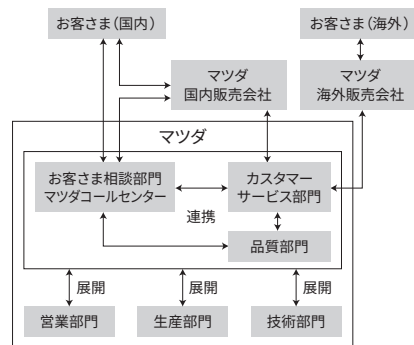 お客さま（国内）
お客さま（海外）
マツダ
国内販売会社
マツダ
海外販売会社
マツダ
お客さま相談部門
マツダコールセンター
カスタマー
サービス部門
連携
品質部門
展開
展開
展開
営業部門
生産部門
技術部門